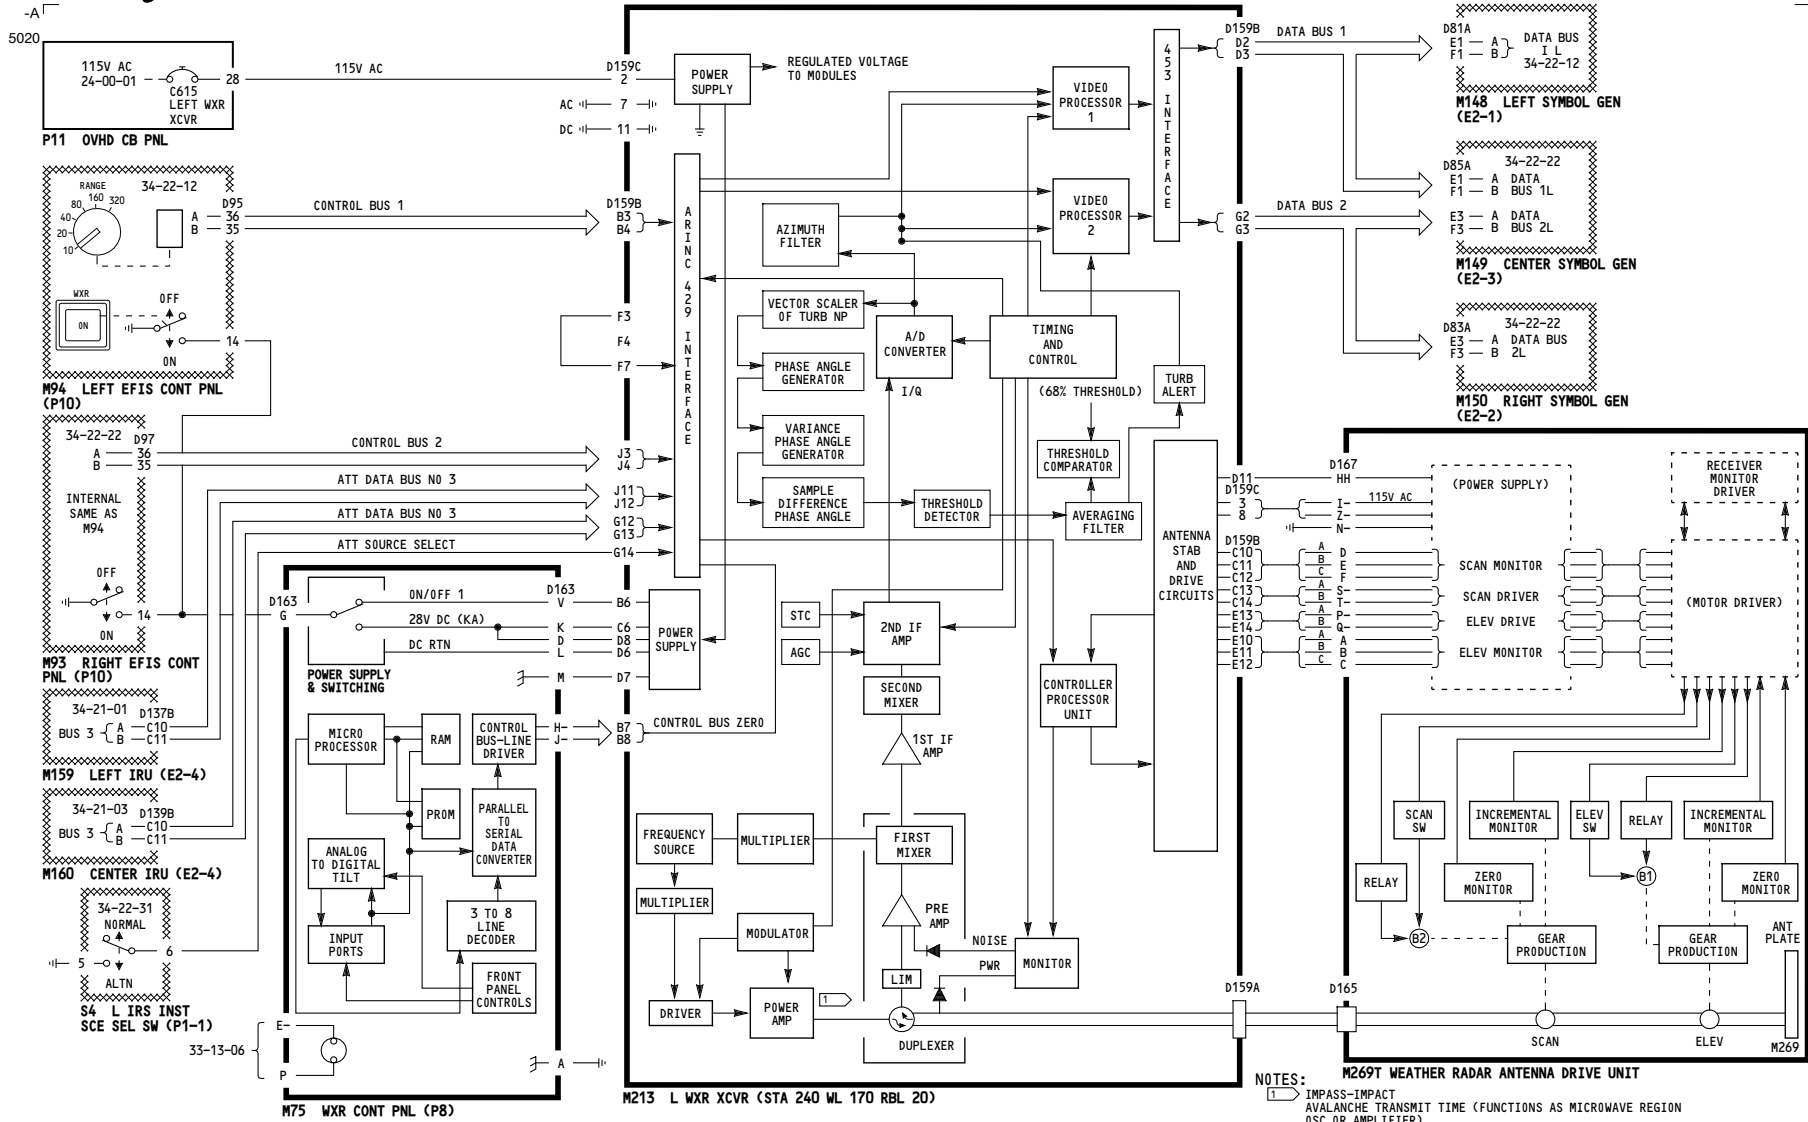 -A
5020
115V AC
24-00-01
C615
LEFT WXR
XCVR
28
P11 OVHD CB PNL
115V AC
D159C
2
AC
7
DC
11
POWER
SUPPLY
REGULATED VOLTAGE
TO MODULES
RANGE
34-22-12
10
20
40
80
160
320
D95
A 36
B 35
WXR
ON
OFF
ON
14
M94 LEFT EFIS CONT PNL
(P10)
CONTROL BUS 1
D159B
B3
B4
F3
F4
F7
34-22-22
D97
A 36
B 35
INTERNAL
SAME AS
M94
OFF
ON
14
M93 RIGHT EFIS CONT
PNL (P10)
CONTROL BUS 2
J3
J4
ATT DATA BUS NO 3
J11
J12
ATT DATA BUS NO 3
G12
G13
ATT SOURCE SELECT
G14
34-21-01
D137B
BUS 3
A C10
B C11
M159 LEFT IRU (E2-4)
34-21-03
D139B
BUS 3
A C10
B C11
M160 CENTER IRU (E2-4)
34-22-31
NORMAL
5
6
ALTN
S4 L IRS INST
SCE SEL SW (P1-1)
33-13-06
E-
P
D163
G
POWER SUPPLY
& SWITCHING
D163
ON/OFF 1
V
B6
28V DC (KA)
K
C6
D
D8
DC RTN
L
D6
M
D7
POWER
SUPPLY
MICRO
PROCESSOR
RAM
CONTROL
BUS-LINE
DRIVER
H-
J-
B7
B8
CONTROL BUS ZERO
PROM
PARALLEL
TO
SERIAL
DATA
CONVERTER
ANALOG
TO DIGITAL
TILT
INPUT
PORTS
3 TO 8
LINE
DECODER
FRONT
PANEL
CONTROLS
A
M75 WXR CONT PNL (P8)
ARINC 429 INTERFACE
VIDEO
PROCESSOR
1
VIDEO
PROCESSOR
2
453 INTERFACE
AZIMUTH
FILTER
VECTOR SCALER
OF TURB NP
A/D
CONVERTER
I/Q
TIMING
AND
CONTROL
PHASE ANGLE
GENERATOR
VARIANCE
PHASE ANGLE
GENERATOR
SAMPLE
DIFFERENCE
PHASE ANGLE
THRESHOLD
DETECTOR
AVERAGING
FILTER
THRESHOLD
COMPARATOR
(68% THRESHOLD)
TURB
ALERT
STC
AGC
2ND IF
AMP
SECOND
MIXER
1ST IF
AMP
CONTROLLER
PROCESSOR
UNIT
ANTENNA
STAB
AND
DRIVE
CIRCUITS
FREQUENCY
SOURCE
MULTIPLIER
FIRST
MIXER
MULTIPLIER
MODULATOR
PRE
AMP
NOISE
PWR
MONITOR
LIM
DRIVER
POWER
AMP
1
DUPLEXER
M213 L WXR XCVR (STA 240 WL 170 RBL 20)
D159B
D2
D3
DATA BUS 1
G2
G3
DATA BUS 2
D81A
E1 A
F1 B
DATA BUS
I L
34-22-12
M148 LEFT SYMBOL GEN
(E2-1)
D85A
34-22-22
E1 A DATA
F1 B BUS 1L
E3 A DATA
F3 B BUS 2L
M149 CENTER SYMBOL GEN
(E2-3)
D83A
34-22-22
E3 A DATA BUS
F3 B 2L
M150 RIGHT SYMBOL GEN
(E2-2)
D11
D159C
3
8
D159B
C10
C11
C12
C13
C14
E13
E14
E10
E11
E12
D167
HH
115V AC
I-
Z-
N-
A D
B E
C F
A S-
B T-
A P-
B Q-
A A
B B
C C
(POWER SUPPLY)
SCAN MONITOR
SCAN DRIVER
ELEV DRIVE
ELEV MONITOR
RECEIVER
MONITOR
DRIVER
(MOTOR DRIVER)
SCAN
SW
INCREMENTAL
MONITOR
ELEV
SW
RELAY
INCREMENTAL
MONITOR
RELAY
ZERO
MONITOR
B1
ZERO
MONITOR
B2
GEAR
PRODUCTION
GEAR
PRODUCTION
ANT
PLATE
D159A
D165
SCAN
ELEV
M269
M269T WEATHER RADAR ANTENNA DRIVE UNIT
NOTES:
1 IMPASS-IMPACT
AVALANCHE TRANSMIT TIME (FUNCTIONS AS MICROWAVE REGION
OSC OR AMPLIFIER)